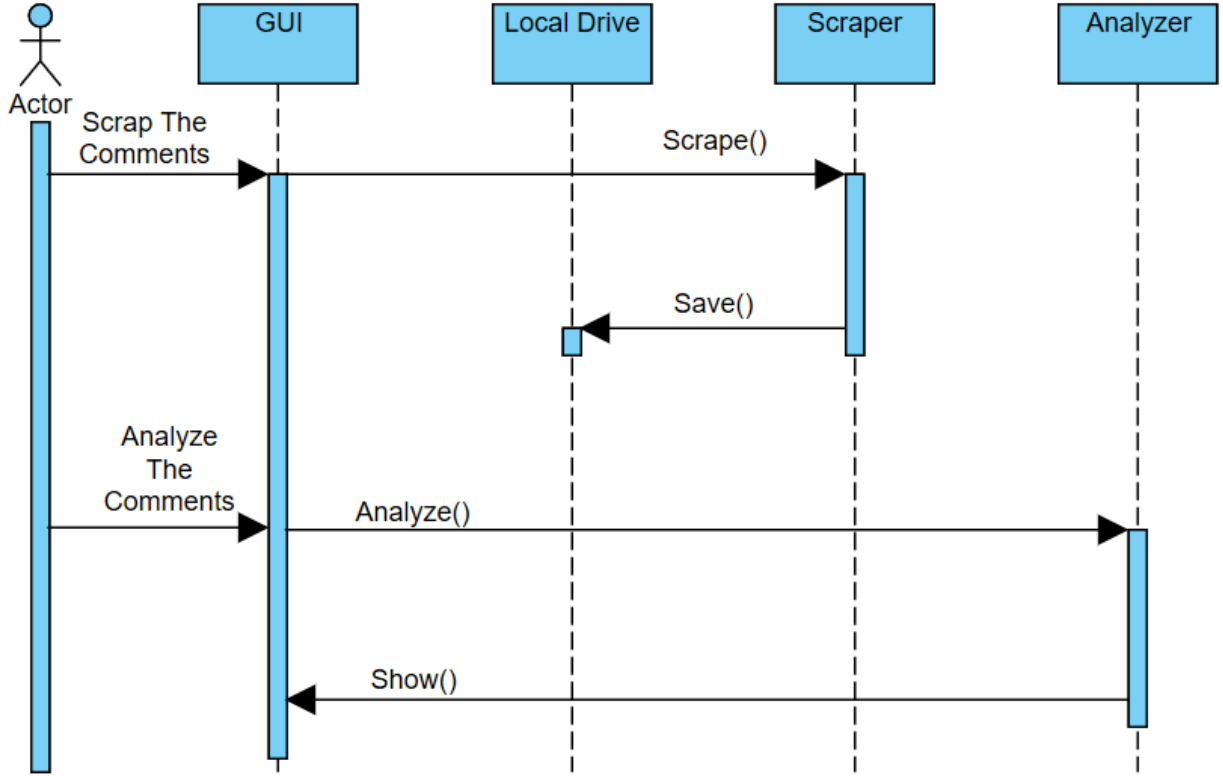 GUI
Local Drive
Scraper
Analyzer
Actor
Scrap The
Comments
Scrape()
Save()
Analyze
The
Comments
Analyze()
Show()